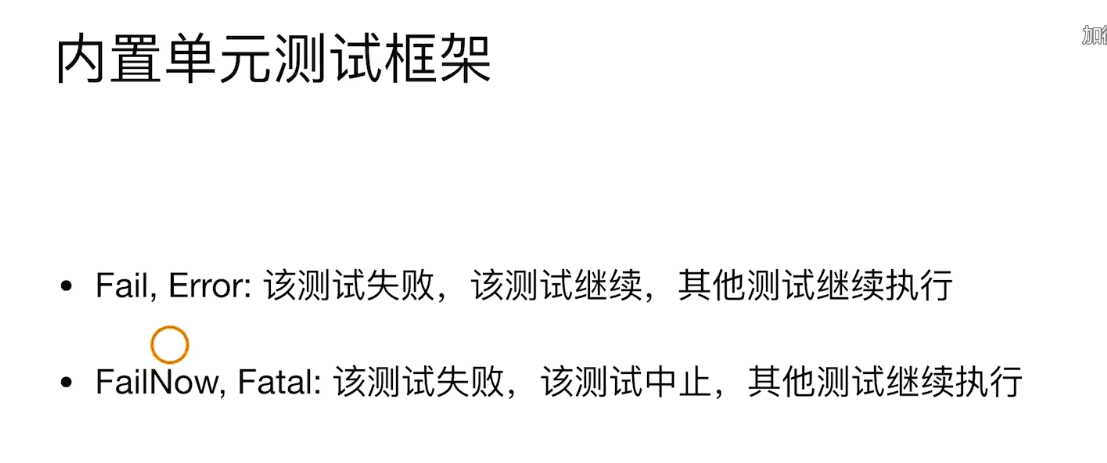 内置单元测试框架
• Fail, Error: 该测试失败，该测试继续，其他测试继续执行
• FailNow, Fatal: 该测试失败，该测试中止，其他测试继续执行